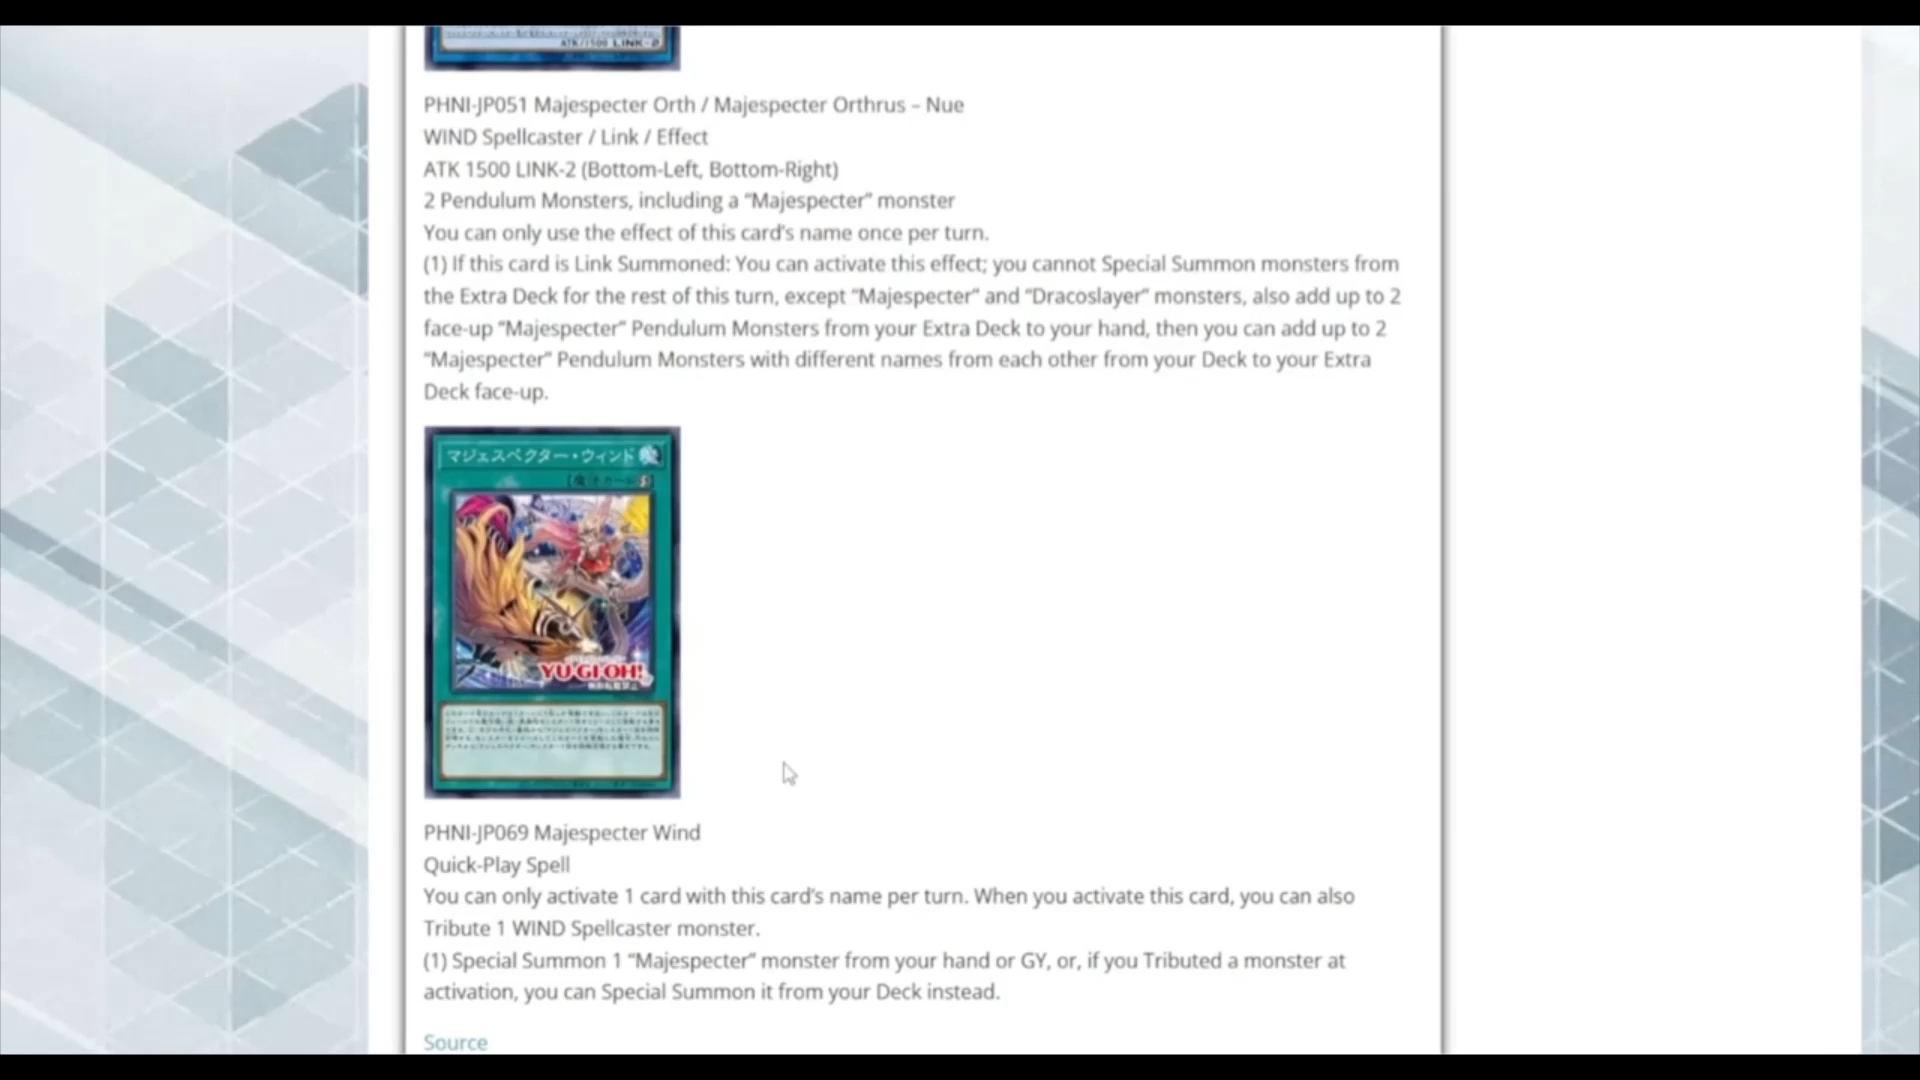 ATK/1500 LINK-2
PHNI-JP051 Majespecter Orth / Majespecter Orthrus – Nue
WIND Spellcaster / Link / Effect
ATK 1500 LINK-2 (Bottom-Left, Bottom-Right)
2 Pendulum Monsters, including a “Majespecter” monster
You can only use the effect of this card’s name once per turn.
(1) If this card is Link Summoned: You can activate this effect; you cannot Special Summon monsters from
the Extra Deck for the rest of this turn, except “Majespecter” and “Dracoslayer” monsters, also add up to 2
face-up “Majespecter” Pendulum Monsters from your Extra Deck to your hand, then you can add up to 2
“Majespecter” Pendulum Monsters with different names from each other from your Deck to your Extra
Deck face-up.
マジェスペクター・ウィンド
YU-GI-OH!
PHNI-JP069 Majespecter Wind
Quick-Play Spell
You can only activate 1 card with this card’s name per turn. When you activate this card, you can also
Tribute 1 WIND Spellcaster monster.
(1) Special Summon 1 “Majespecter” monster from your hand or GY, or, if you Tributed a monster at
activation, you can Special Summon it from your Deck instead.
Source